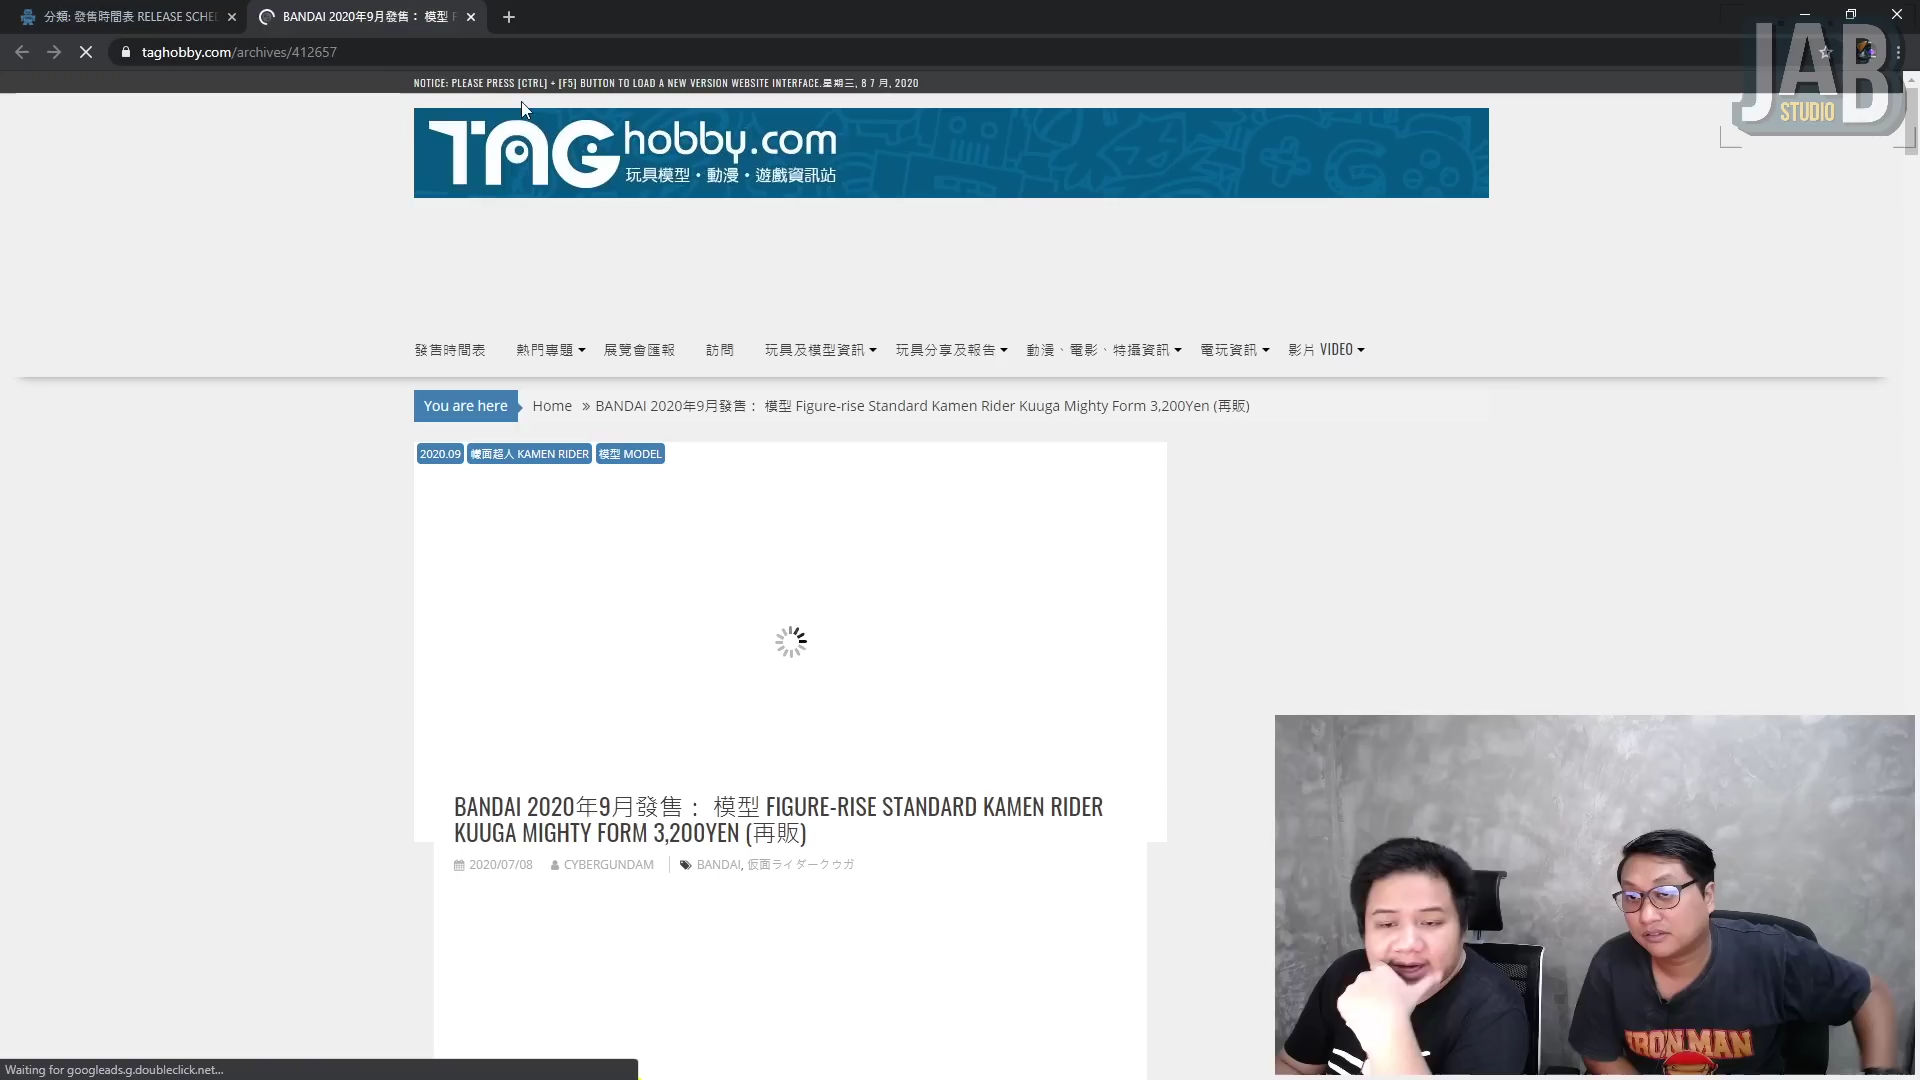 分類: 發售時間表 RELEASE SCHE
BANDAI 2020年9月發售： 模型 F
taghobby.com/archives/412657
JAB
STUDIO
NOTICE: PLEASE PRESS [CTRL] + [F5] BUTTON TO LOAD A NEW VERSION WEBSITE INTERFACE.星期三, 8 7 月, 2020
TAG hobby.com
玩具模型・動漫・遊戲資訊站
發售時間表 熱門專題 展覽會匯報 訪問 玩具及模型資訊 玩具分享及報告 動漫、電影、特攝資訊 電玩資訊 影片 VIDEO
You are here Home » BANDAI 2020年9月發售： 模型 Figure-rise Standard Kamen Rider Kuuga Mighty Form 3,200Yen (再販)
2020.09 幪面超人 KAMEN RIDER 模型 MODEL
BANDAI 2020年9月發售： 模型 FIGURE-RISE STANDARD KAMEN RIDER
KUUGA MIGHTY FORM 3,200YEN (再販)
2020/07/08 CYBERGUNDAM BANDAI, 仮面ライダークウガ
IRON MAN
Waiting for googleads.g.doubleclick.net...